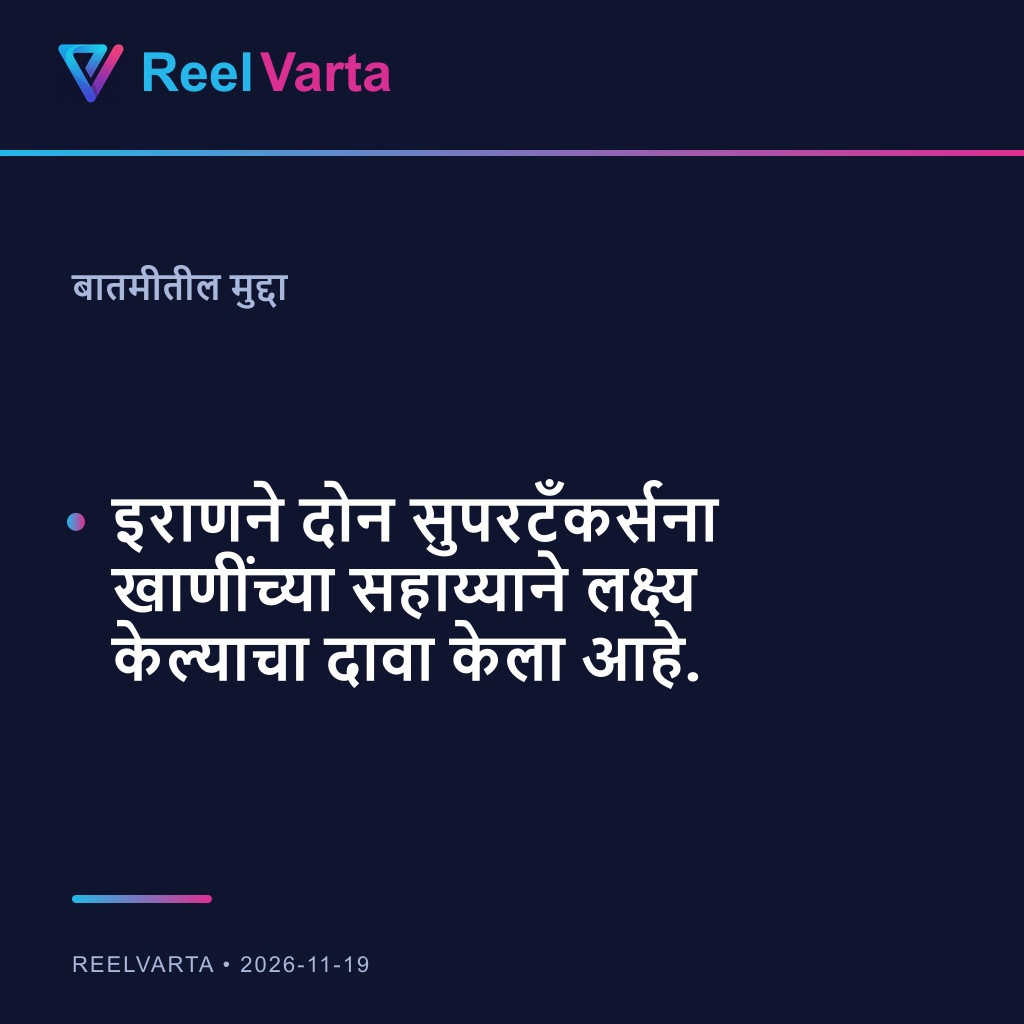 ReelVarta
बातमीतील मुद्दा
• इराणने दोन सुपरटँकर्सना
खाणींच्या सहाय्याने लक्ष्य
केल्याचा दावा केला आहे.
REELVARTA • 2026-11-19